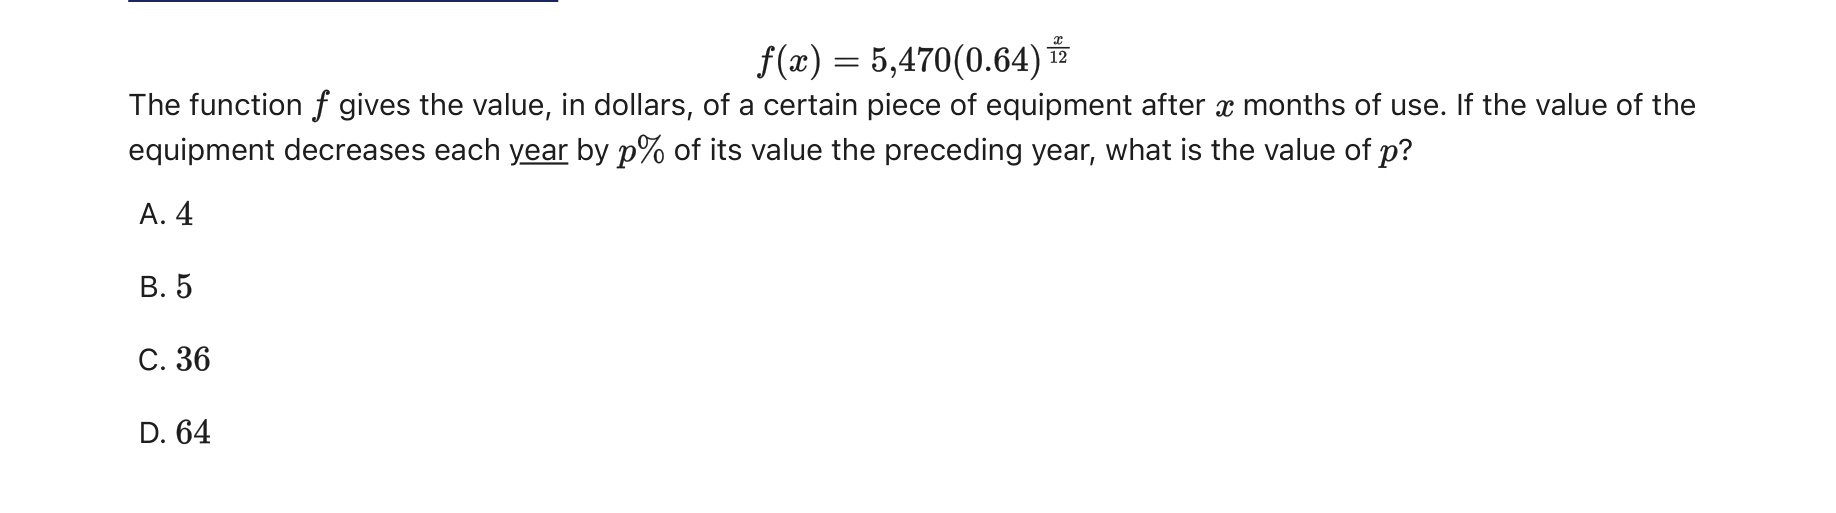 f(x) = 5,470(0.64)^{\frac{x}{12}}
The function f gives the value, in dollars, of a certain piece of equipment after x months of use. If the value of the
equipment decreases each year by p% of its value the preceding year, what is the value of p?
A. 4
B. 5
C. 36
D. 64